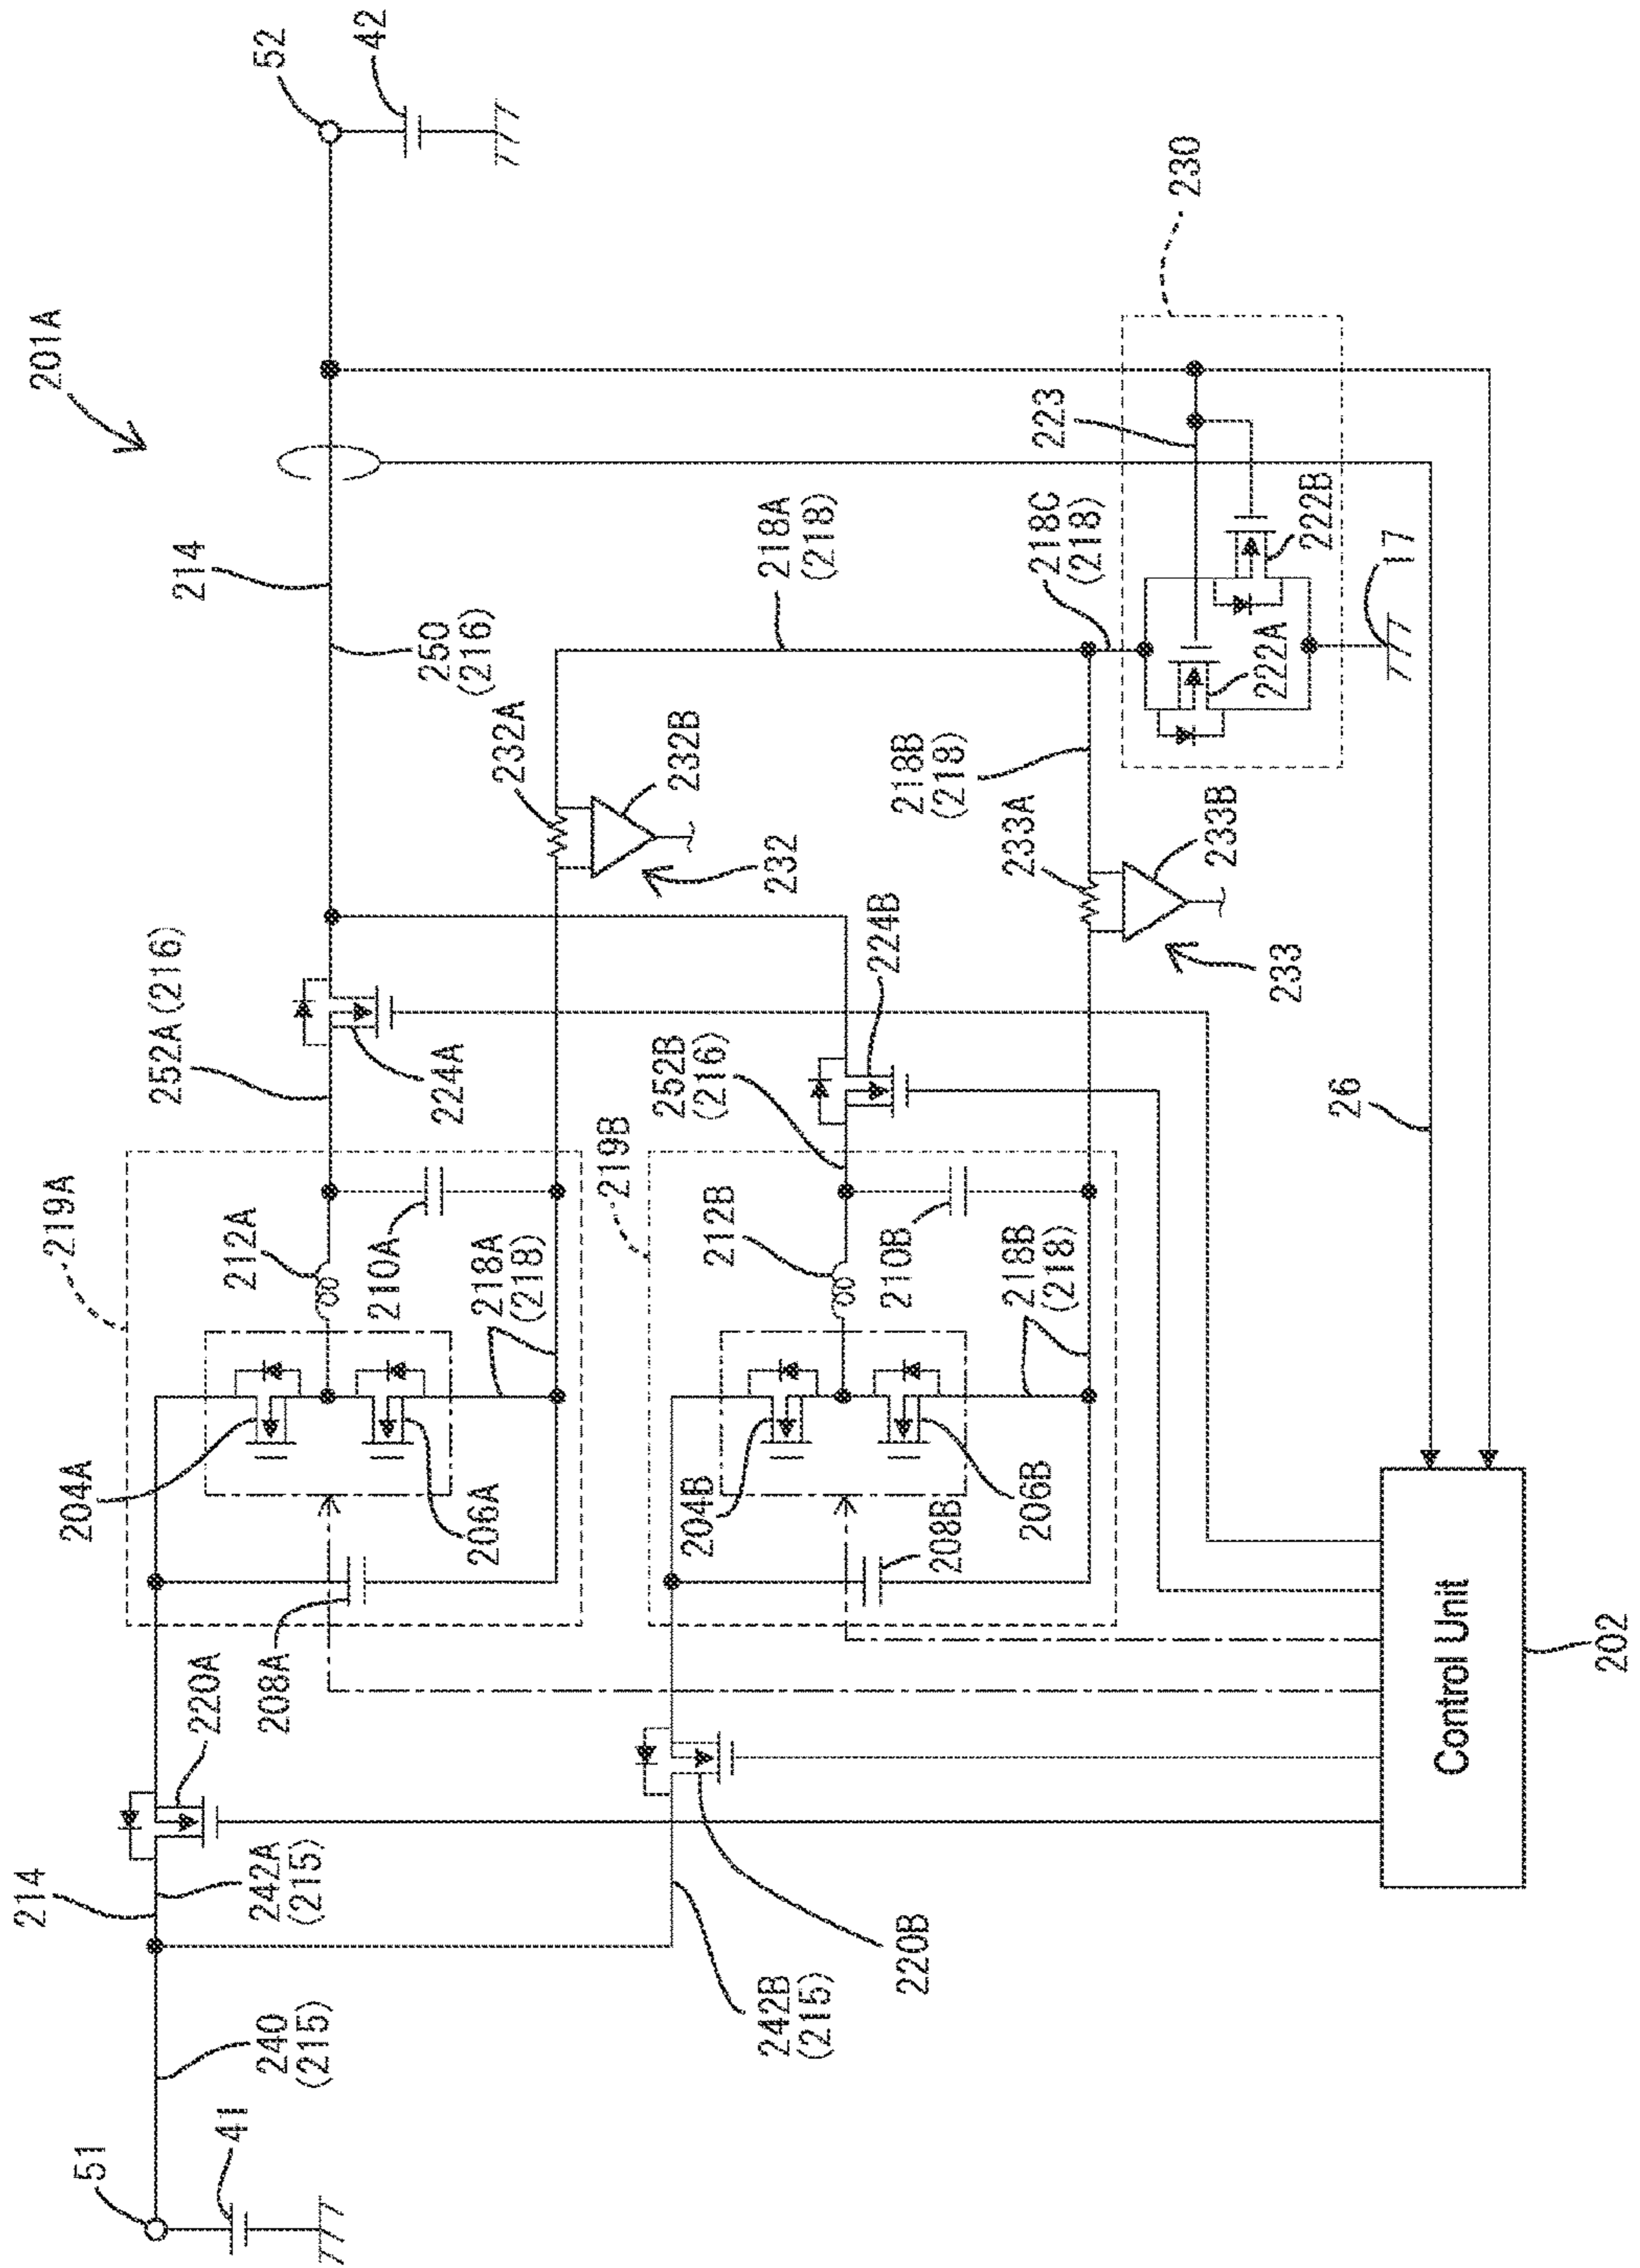 201A
51
41
240
(215)
214
242A
(215)
220A
208A
204A
206A
219A
212A
210A
218A
(218)
252A(216)
224A
232A
232B
232
250
(216)
214
218A
(218)
52
42
242B
(215)
220B
204B
206B
208B
219B
212B
210B
218B
(218)
252B
(216)
224B
233A
233B
233
218B
(218)
218C
(218)
223
222A
222B
230
17
26
Control Unit
202